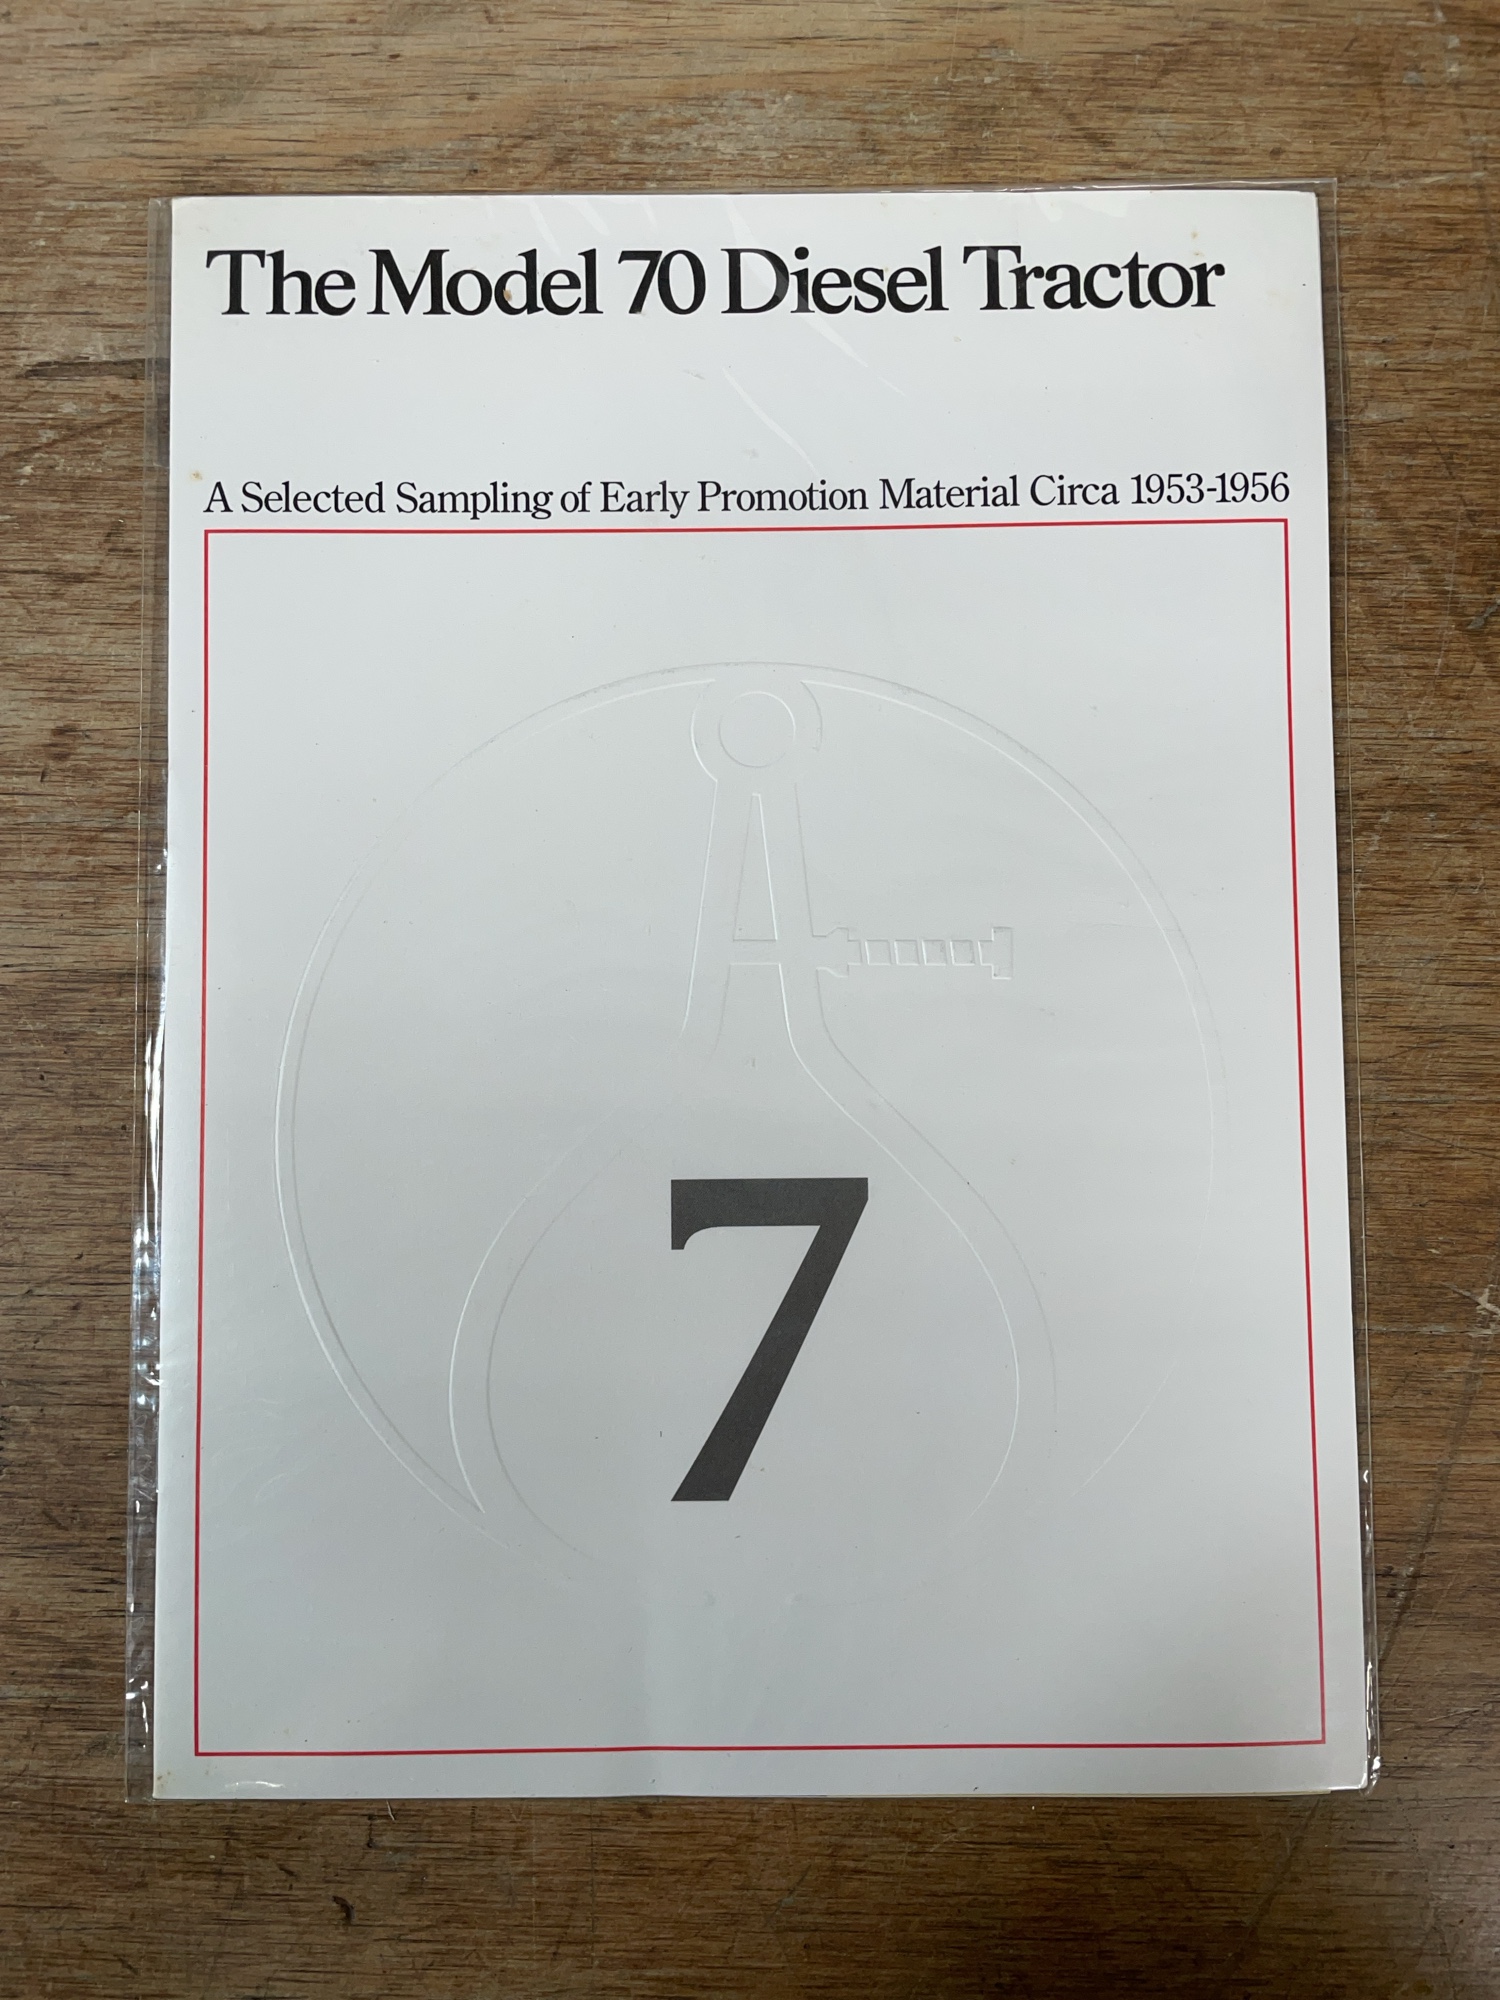 The Model 70 Diesel Tractor
A Selected Sampling of Early Promotion Material Circa 1953-1956
7